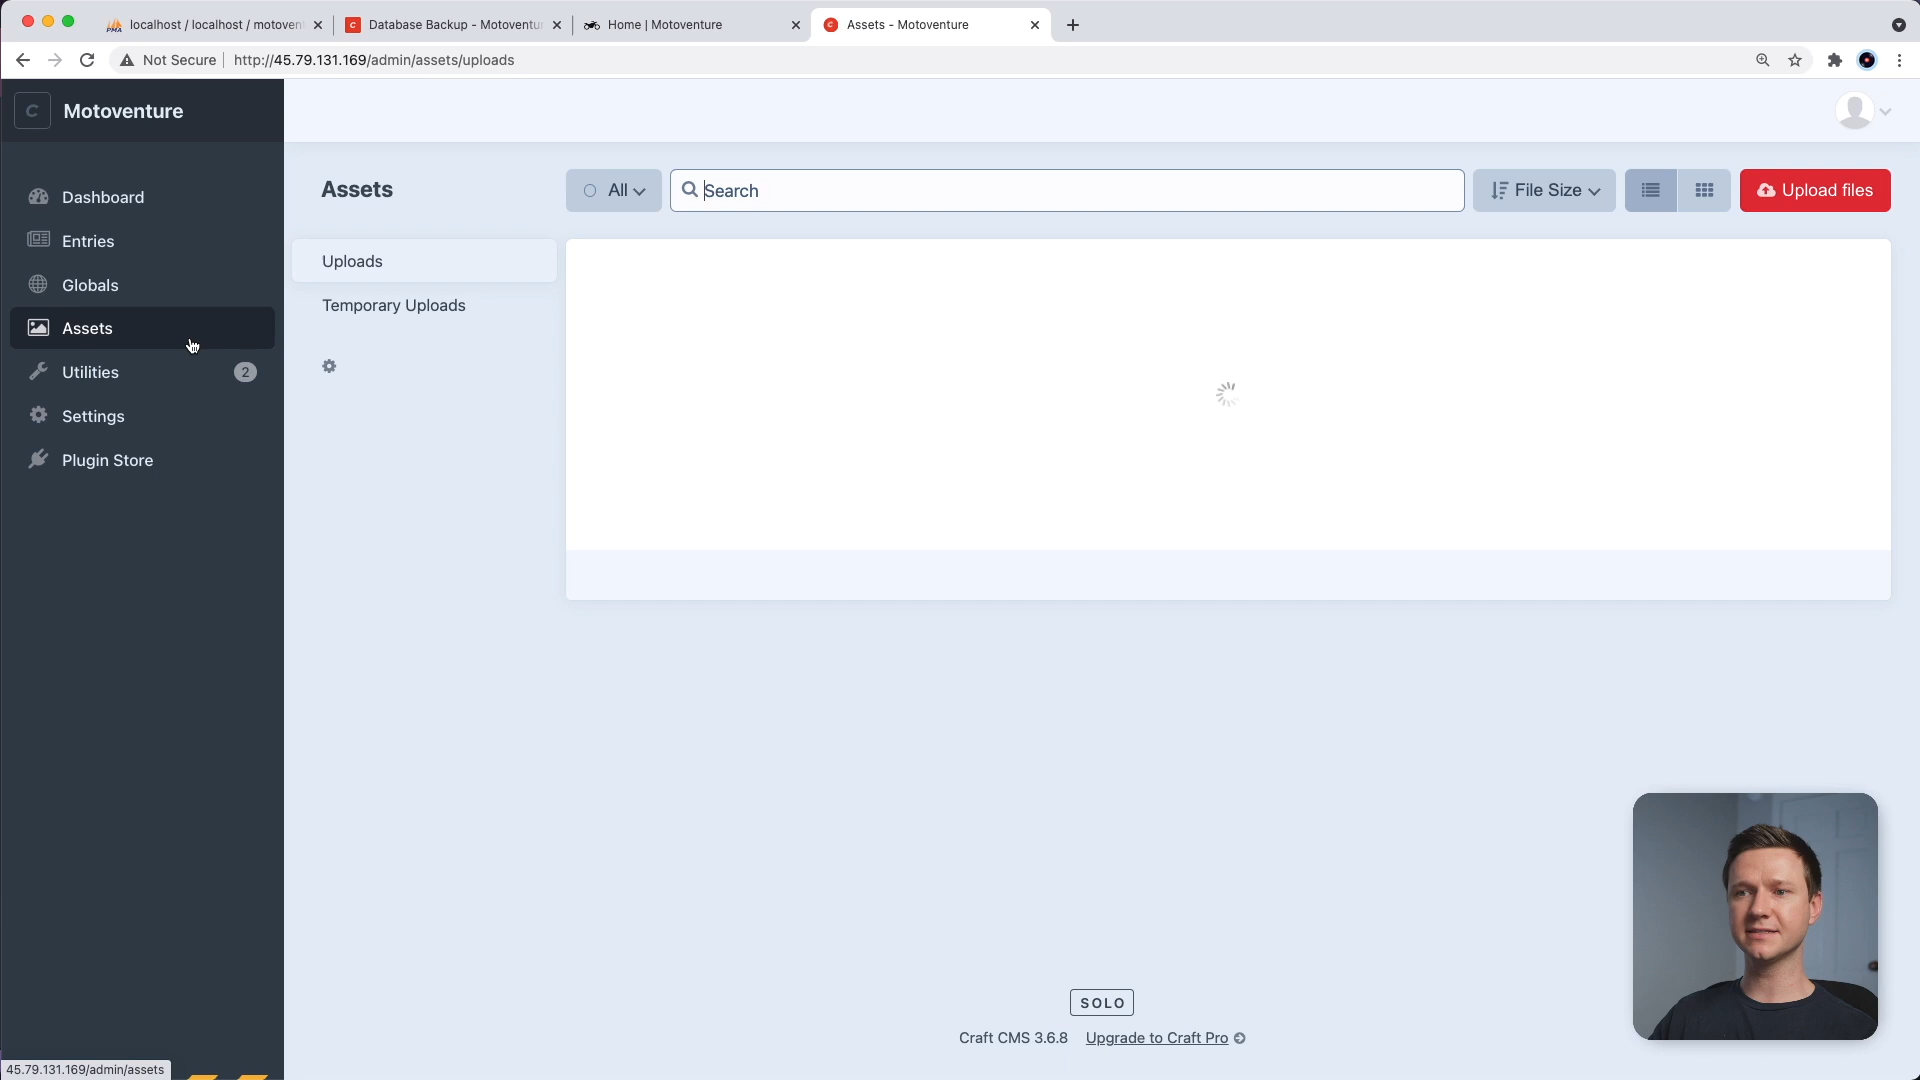 localhost / localhost / motoven
Database Backup - Motoventu
Home | Motoventure
Assets - Motoventure
Not Secure
http://45.79.131.169/admin/assets/uploads
C
Motoventure
Dashboard
Entries
Globals
Assets
Utilities
2
Settings
Plugin Store
Assets
All
Search
File Size
Upload files
Uploads
Temporary Uploads
SOLO
Craft CMS 3.6.8
Upgrade to Craft Pro
45.79.131.169/admin/assets